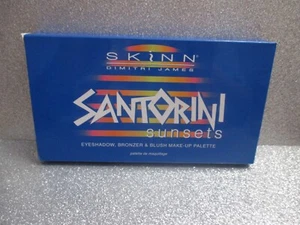 SKINN®
DIMITRI JAMES
SANTORINI
sunsets
EYESHADOW, BRONZER & BLUSH MAKE-UP PALETTE
palette de maquillage